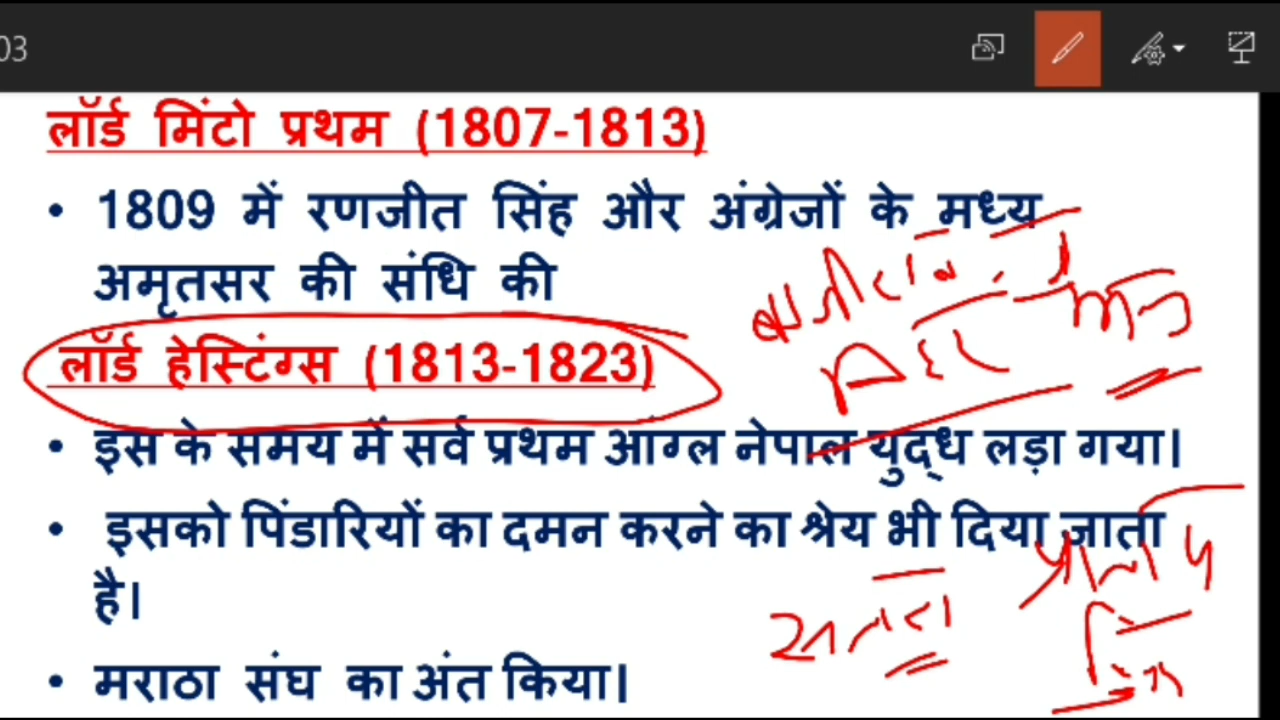 03
लॉर्ड मिंटो प्रथम (1807-1813)
• 1809 में रणजीत सिंह और अंग्रेजों के मध्य
अमृतसर की संधि की
लॉर्ड हेस्टिंग्स (1813-1823)
• इस के समय में सर्व प्रथम आंग्ल नेपाल युद्ध लड़ा गया।
• इसको पिंडारियों का दमन करने का श्रेय भी दिया जाता
है।
• मराठा संघ का अंत किया।